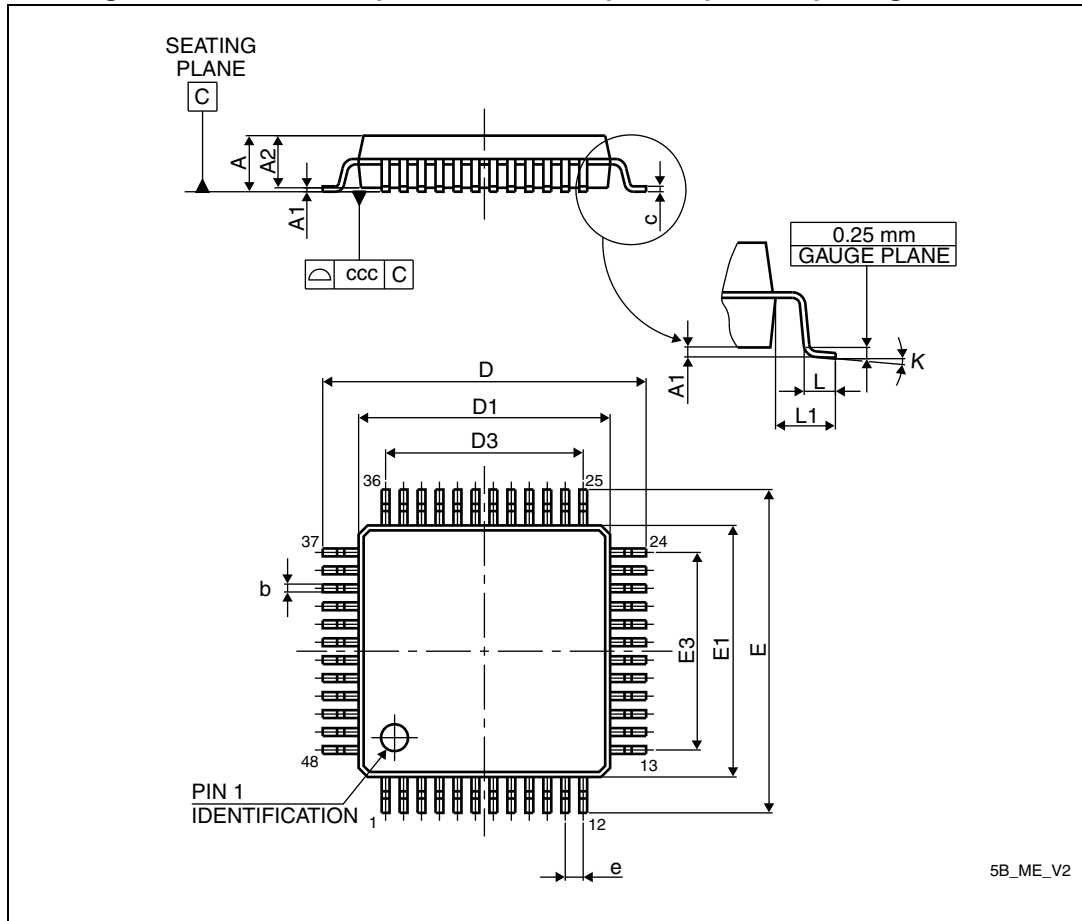 SEATING
PLANE
C
A
A2
A1
c
ccc C
0.25 mm
GAUGE PLANE
A1
K
L
L1
D
D1
D3
36
25
37
24
b
E3
E1
E
48
13
PIN 1
IDENTIFICATION
1
12
e
5B_ME_V2